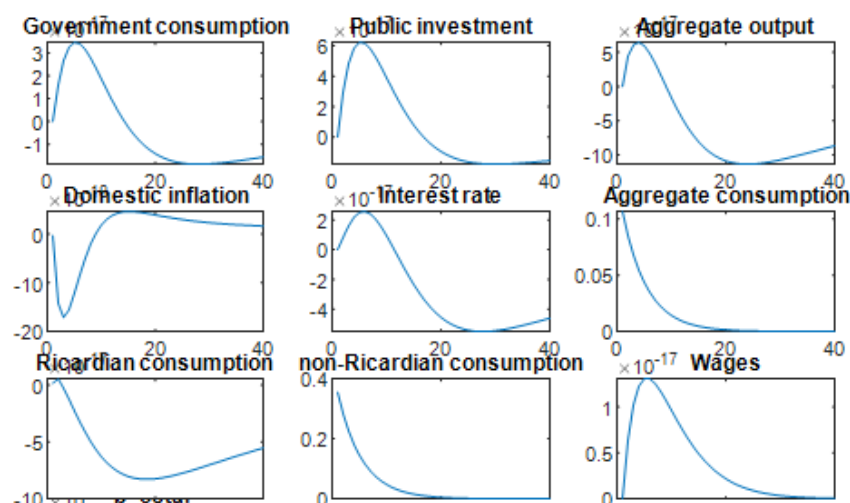 Government consumption Public investment Aggregate output
3 6 5
2 4 0
1 2 -5
0 0 -10
-1
0 20 40 0 20 40 0 20 40
Domestic inflation ×10-17 Interest rate Aggregate consumption
0 2 0.1
-10 0 0.05
-20 -2 0
-4
0 20 40 0 20 40 0 20 40
Ricardian consumption non-Ricardian consumption ×10-17 Wages
0 0.4 1
-5 0.2 0.5
-10 0 0